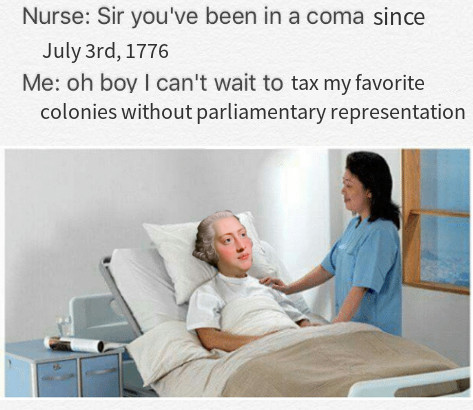 Nurse: Sir you've been in a coma since
July 3rd, 1776
Me: oh boy I can't wait to tax my favorite
colonies without parliamentary representation